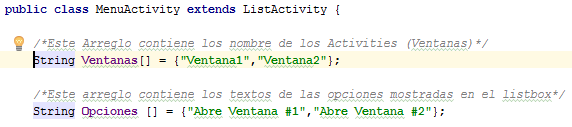 public class MenuActivity extends ListActivity {
/*Este Arreglo contiene los nombre de los Activities (Ventanas)*/
String Ventanas[] = {"Ventana1","Ventana2"};
/*Este arreglo contiene los textos de las opciones mostradas en el listbox*/
String Opciones [] = {"Abre Ventana #1","Abre Ventana #2"};